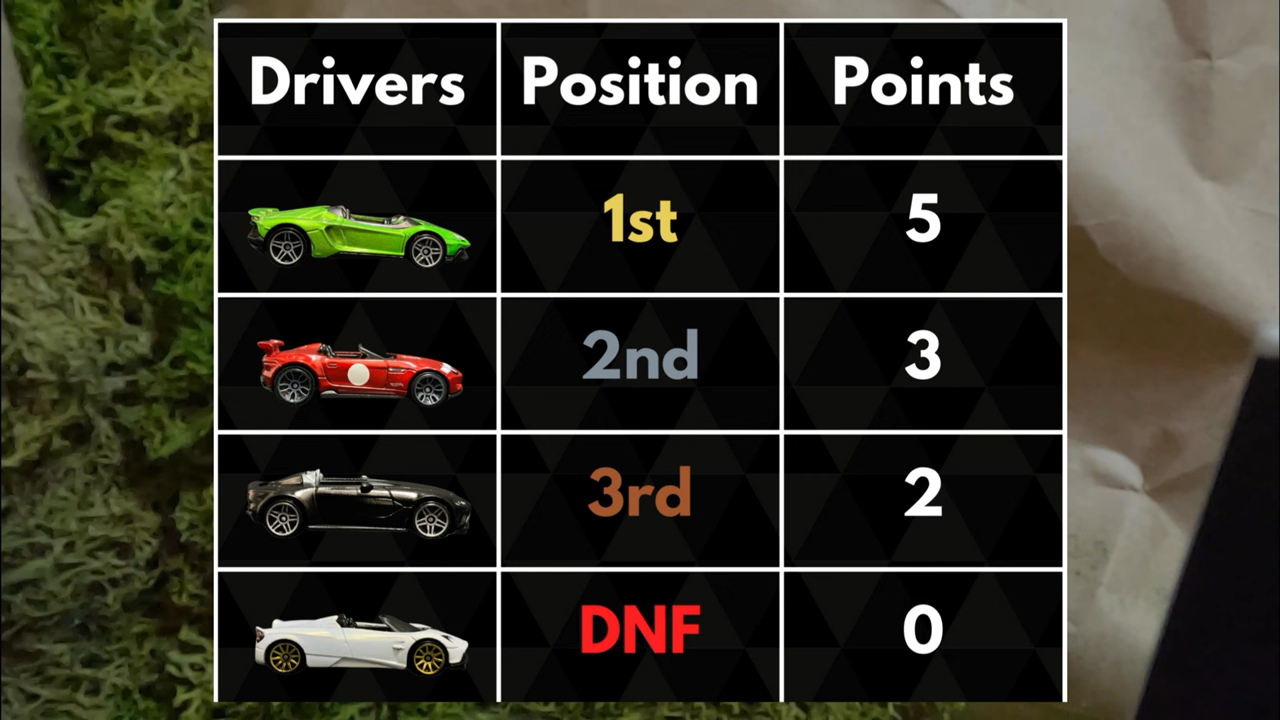 Drivers Position Points
1st 5
2nd 3
3rd 2
DNF 0